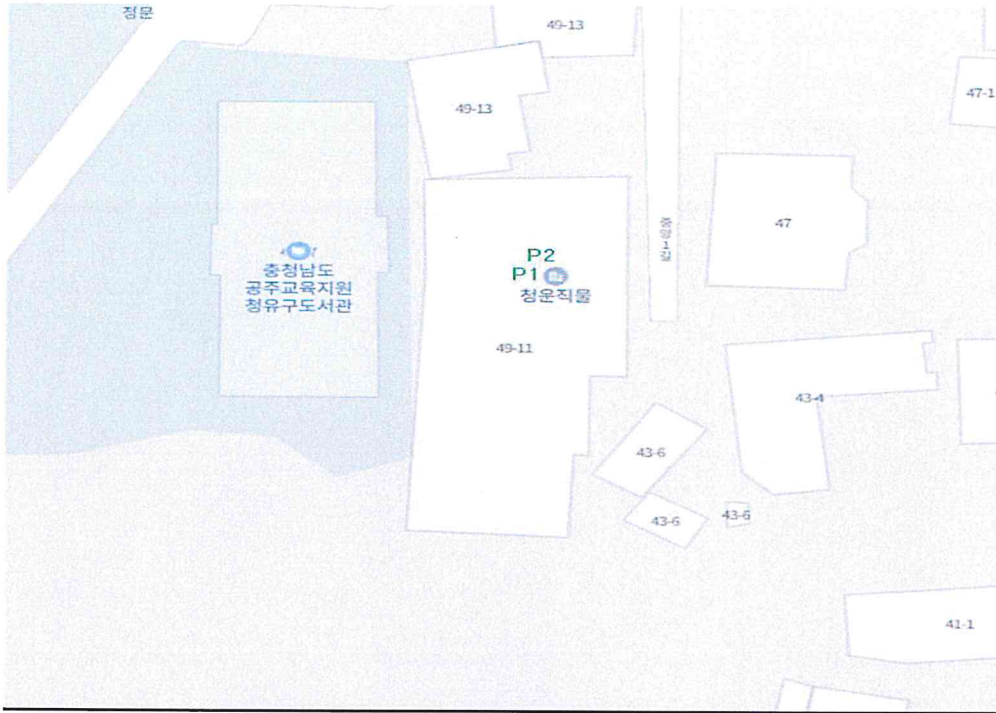 정문
49-13
49-13
47-1
중앙1길
47
P2
P1
청운직물
충청남도
공주교육지원
청유구도서관
49-11
43-4
43-6
43-6
43-6
41-1